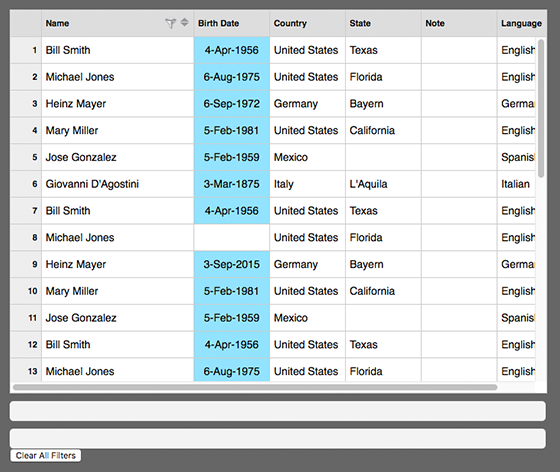 Name Birth Date Country State Note Language
1 Bill Smith 4-Apr-1956 United States Texas English
2 Michael Jones 6-Aug-1975 United States Florida English
3 Heinz Mayer 6-Sep-1972 Germany Bayern Germa
4 Mary Miller 5-Feb-1981 United States California English
5 Jose Gonzalez 5-Feb-1959 Mexico Spanis
6 Giovanni D'Agostini 3-Mar-1875 Italy L'Aquila Italian
7 Bill Smith 4-Apr-1956 United States Texas English
8 Michael Jones United States Florida English
9 Heinz Mayer 3-Sep-2015 Germany Bayern Germa
10 Mary Miller 5-Feb-1981 United States California English
11 Jose Gonzalez 5-Feb-1959 Mexico Spanis
12 Bill Smith 4-Apr-1956 United States Texas English
13 Michael Jones 6-Aug-1975 United States Florida English
Clear All Filters